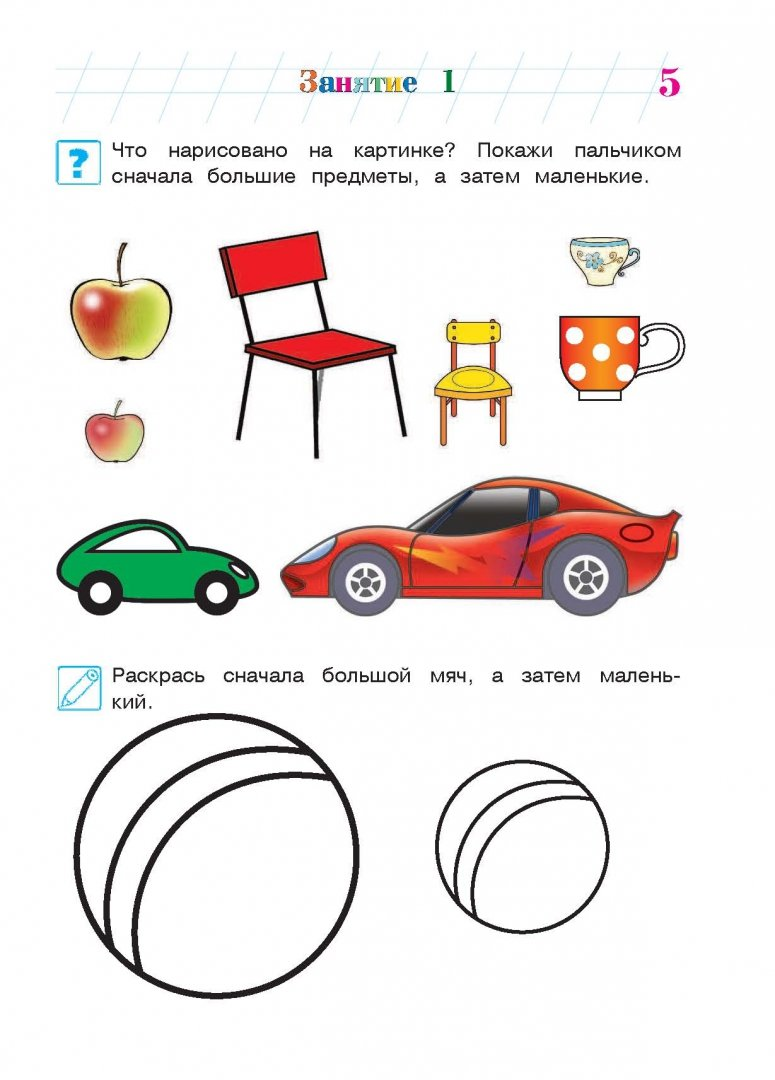 Занятие 1
5
Что нарисовано на картинке? Покажи пальчиком
сначала большие предметы, а затем маленькие.
Раскрась сначала большой мяч, а затем малень-
кий.